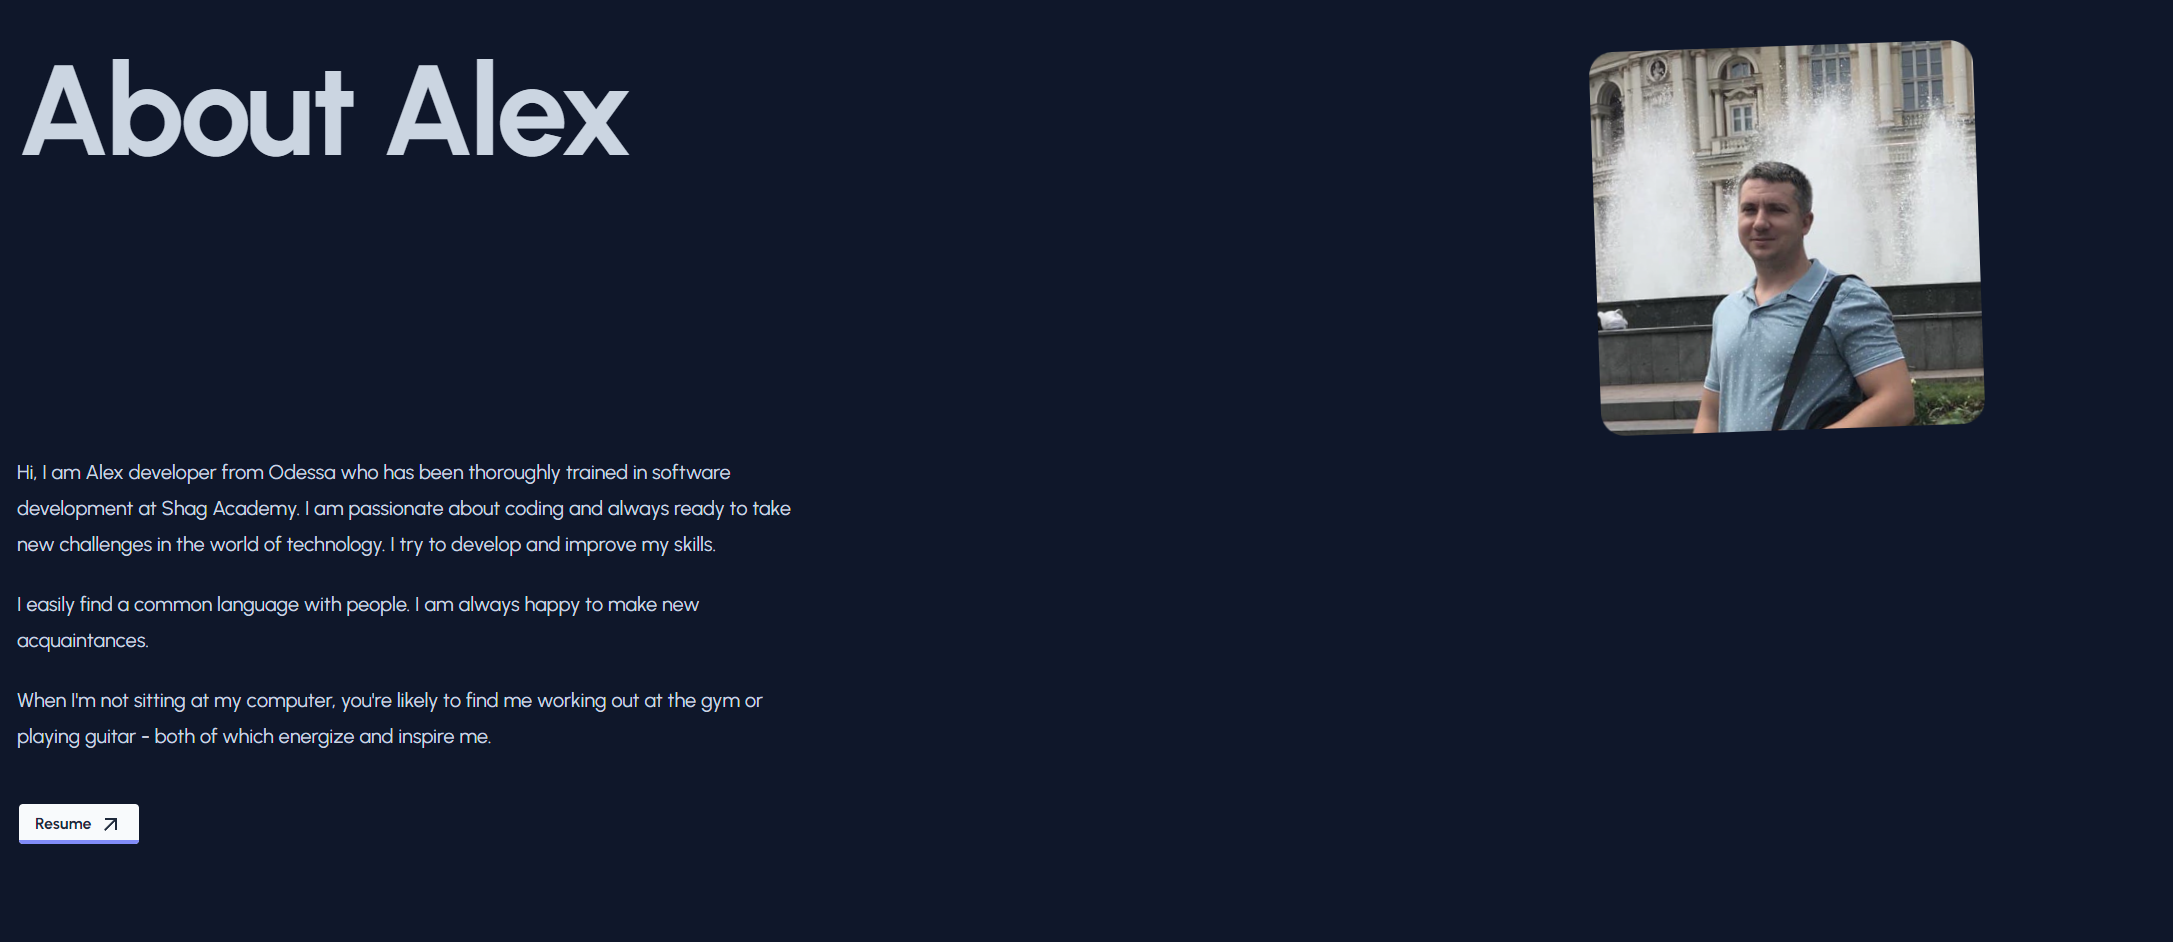 About Alex
Hi, I am Alex developer from Odessa who has been thoroughly trained in software
development at Shag Academy. I am passionate about coding and always ready to take
new challenges in the world of technology. I try to develop and improve my skills.
I easily find a common language with people. I am always happy to make new
acquaintances.
When I'm not sitting at my computer, you're likely to find me working out at the gym or
playing guitar - both of which energize and inspire me.
Resume